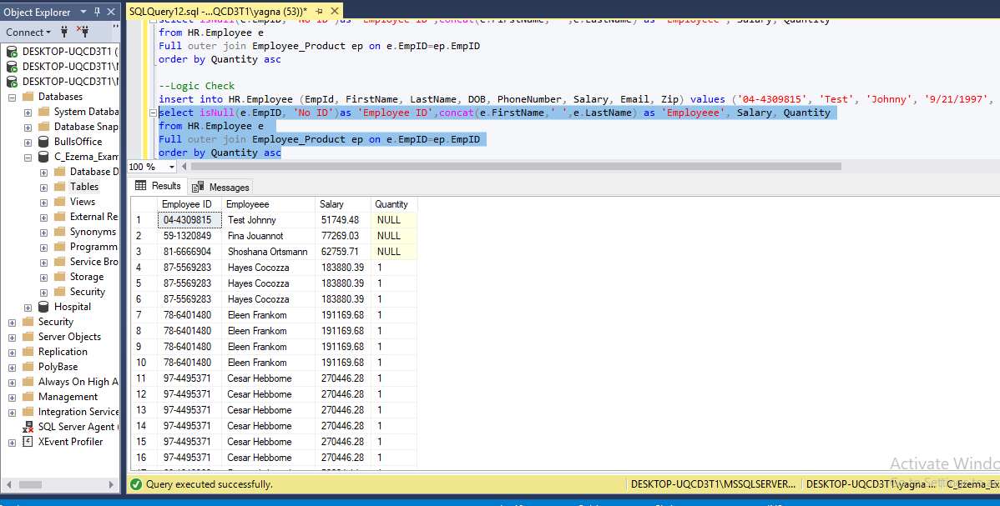 Object Explorer
Connect
DESKTOP-UQCD3T1 (
DESKTOP-UQCD3T1\
DESKTOP-UQCD3T1\
Databases
System Databa
Database Snap
BullsOffice
C_Ezema_Exam
Database D
Tables
Views
External Re
Synonyms
Programm
Service Bro
Storage
Security
Hospital
Security
Server Objects
Replication
PolyBase
Always On High A
Management
Integration Service
SQL Server Agent (
XEvent Profiler
SQLQuery12.sql -...QCD3T1\yagna (53))*
select isNull(e.EmpID, 'No ID')as 'Employee ID',concat(e.FirstName,' ',e.LastName) as 'Employeee', Salary, Quantity
from HR.Employee e
Full outer join Employee_Product ep on e.EmpID=ep.EmpID
order by Quantity asc
--Logic Check
insert into HR.Employee (EmpId, FirstName, LastName, DOB, PhoneNumber, Salary, Email, Zip) values ('04-4309815', 'Test', 'Johnny', '9/21/1997',
select isNull(e.EmpID, 'No ID')as 'Employee ID',concat(e.FirstName,' ',e.LastName) as 'Employeee', Salary, Quantity
from HR.Employee e
Full outer join Employee_Product ep on e.EmpID=ep.EmpID
order by Quantity asc
100 %
Results Messages
Employee ID Employeee Salary Quantity
1 04-4309815 Test Johnny 51749.48 NULL
2 59-1320849 Fina Jouannot 77269.03 NULL
3 81-6666904 Shoshana Ortsmann 62759.71 NULL
4 87-5569283 Hayes Cocozza 183880.39 1
5 87-5569283 Hayes Cocozza 183880.39 1
6 87-5569283 Hayes Cocozza 183880.39 1
7 78-6401480 Eleen Frankom 191169.68 1
8 78-6401480 Eleen Frankom 191169.68 1
9 78-6401480 Eleen Frankom 191169.68 1
10 78-6401480 Eleen Frankom 191169.68 1
11 97-4495371 Cesar Hebborne 270446.28 1
12 97-4495371 Cesar Hebborne 270446.28 1
13 97-4495371 Cesar Hebborne 270446.28 1
14 97-4495371 Cesar Hebborne 270446.28 1
15 97-4495371 Cesar Hebborne 270446.28 1
16 97-4495371 Cesar Hebborne 270446.28 1
Activate Windo
Query executed successfully. DESKTOP-UQCD3T1\MSSQLSERVER... DESKTOP-UQCD3T1\yagna ... C_Ezema_Ex